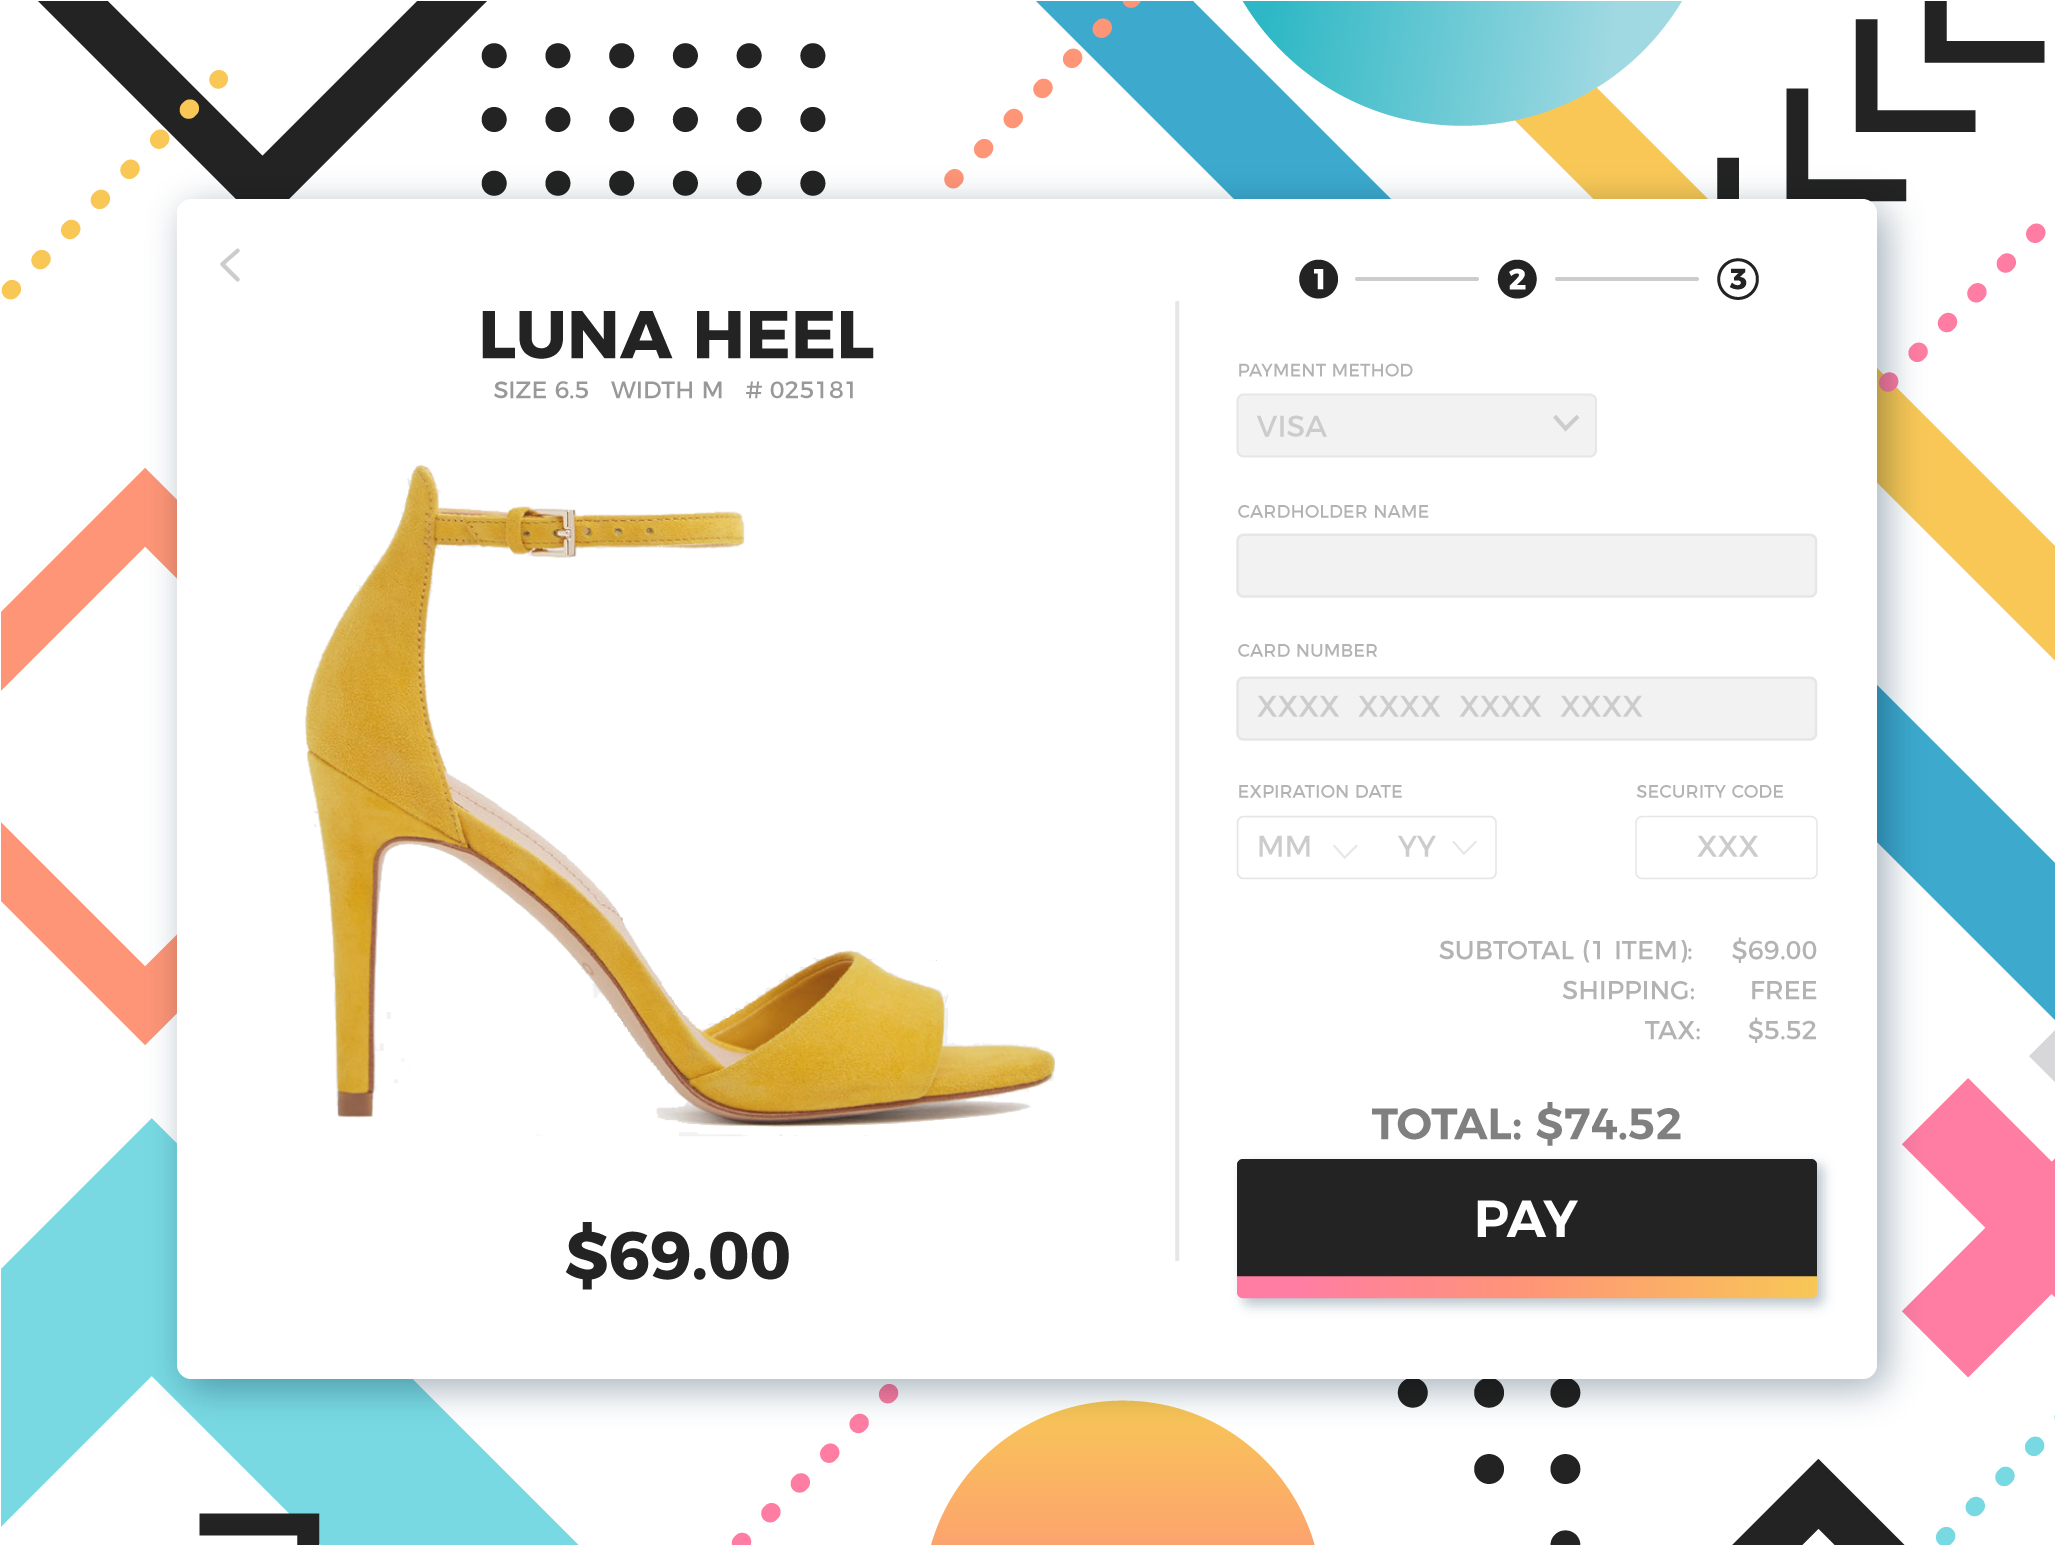 LUNA HEEL
SIZE 6.5 WIDTH M # 025181
$69.00
1 2 3
PAYMENT METHOD
VISA
CARDHOLDER NAME
CARD NUMBER
XXXX XXXX XXXX XXXX
EXPIRATION DATE SECURITY CODE
MM YY XXX
SUBTOTAL (1 ITEM): $69.00
SHIPPING: FREE
TAX: $5.52
TOTAL: $74.52
PAY